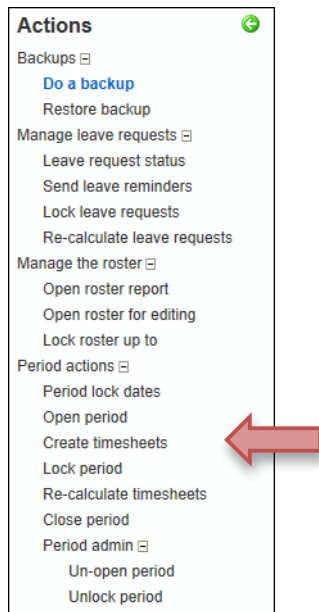 Actions
Backups
Do a backup
Restore backup
Manage leave requests
Leave request status
Send leave reminders
Lock leave requests
Re-calculate leave requests
Manage the roster
Open roster report
Open roster for editing
Lock roster up to
Period actions
Period lock dates
Open period
Create timesheets
Lock period
Re-calculate timesheets
Close period
Period admin
Un-open period
Unlock period